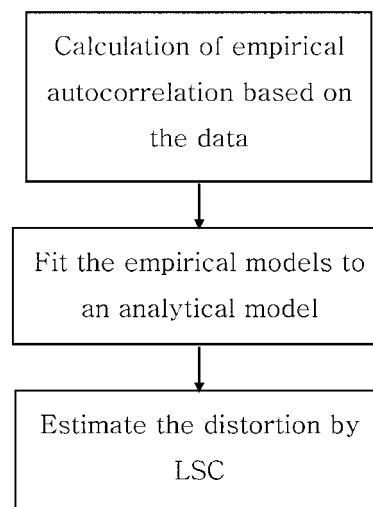 Calculation of empirical
autocorrelation based on
the data
Fit the empirical models to
an analytical model
Estimate the distortion by
LSC